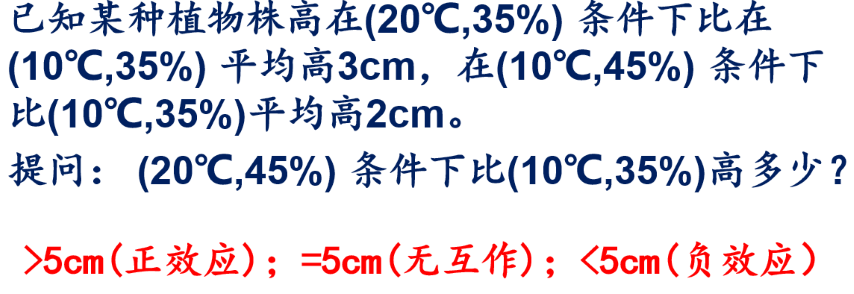 已知某种植物株高在(20℃,35%) 条件下比在
(10℃,35%) 平均高3cm，在(10℃,45%) 条件下
比(10℃,35%)平均高2cm。
提问： (20℃,45%) 条件下比(10℃,35%)高多少？
>5cm(正效应)；=5cm(无互作)；<5cm(负效应）